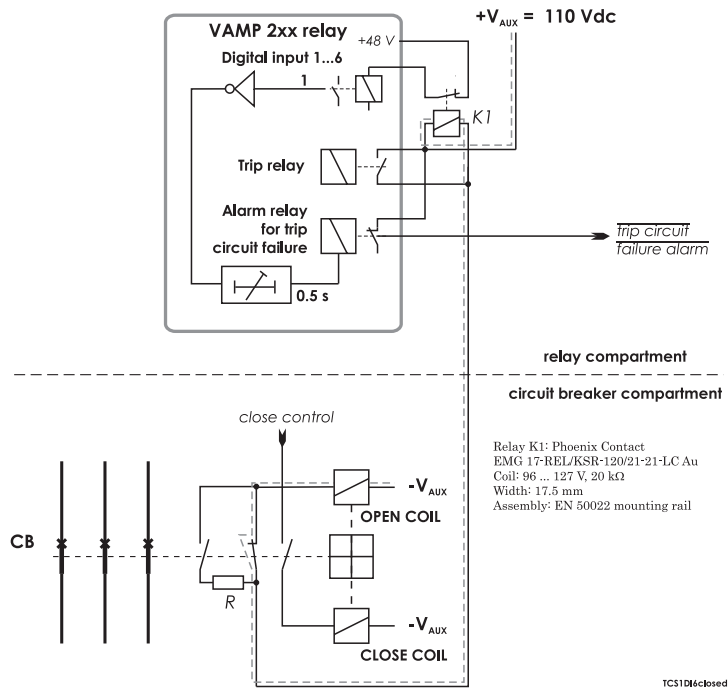 +VAUX = 110 Vdc
VAMP 2xx relay
+48 V
Digital input 1...6
1
K1
Trip relay
Alarm relay
for trip
circuit failure
trip circuit
failure alarm
0.5 s
relay compartment
circuit breaker compartment
close control
Relay K1: Phoenix Contact
EMG 17-REL/KSR-120/21-21-LC Au
Coil: 96 ... 127 V, 20 kΩ
Width: 17.5 mm
Assembly: EN 50022 mounting rail
-VAUX
OPEN COIL
CB
R
-VAUX
CLOSE COIL
TCS1DI6closed